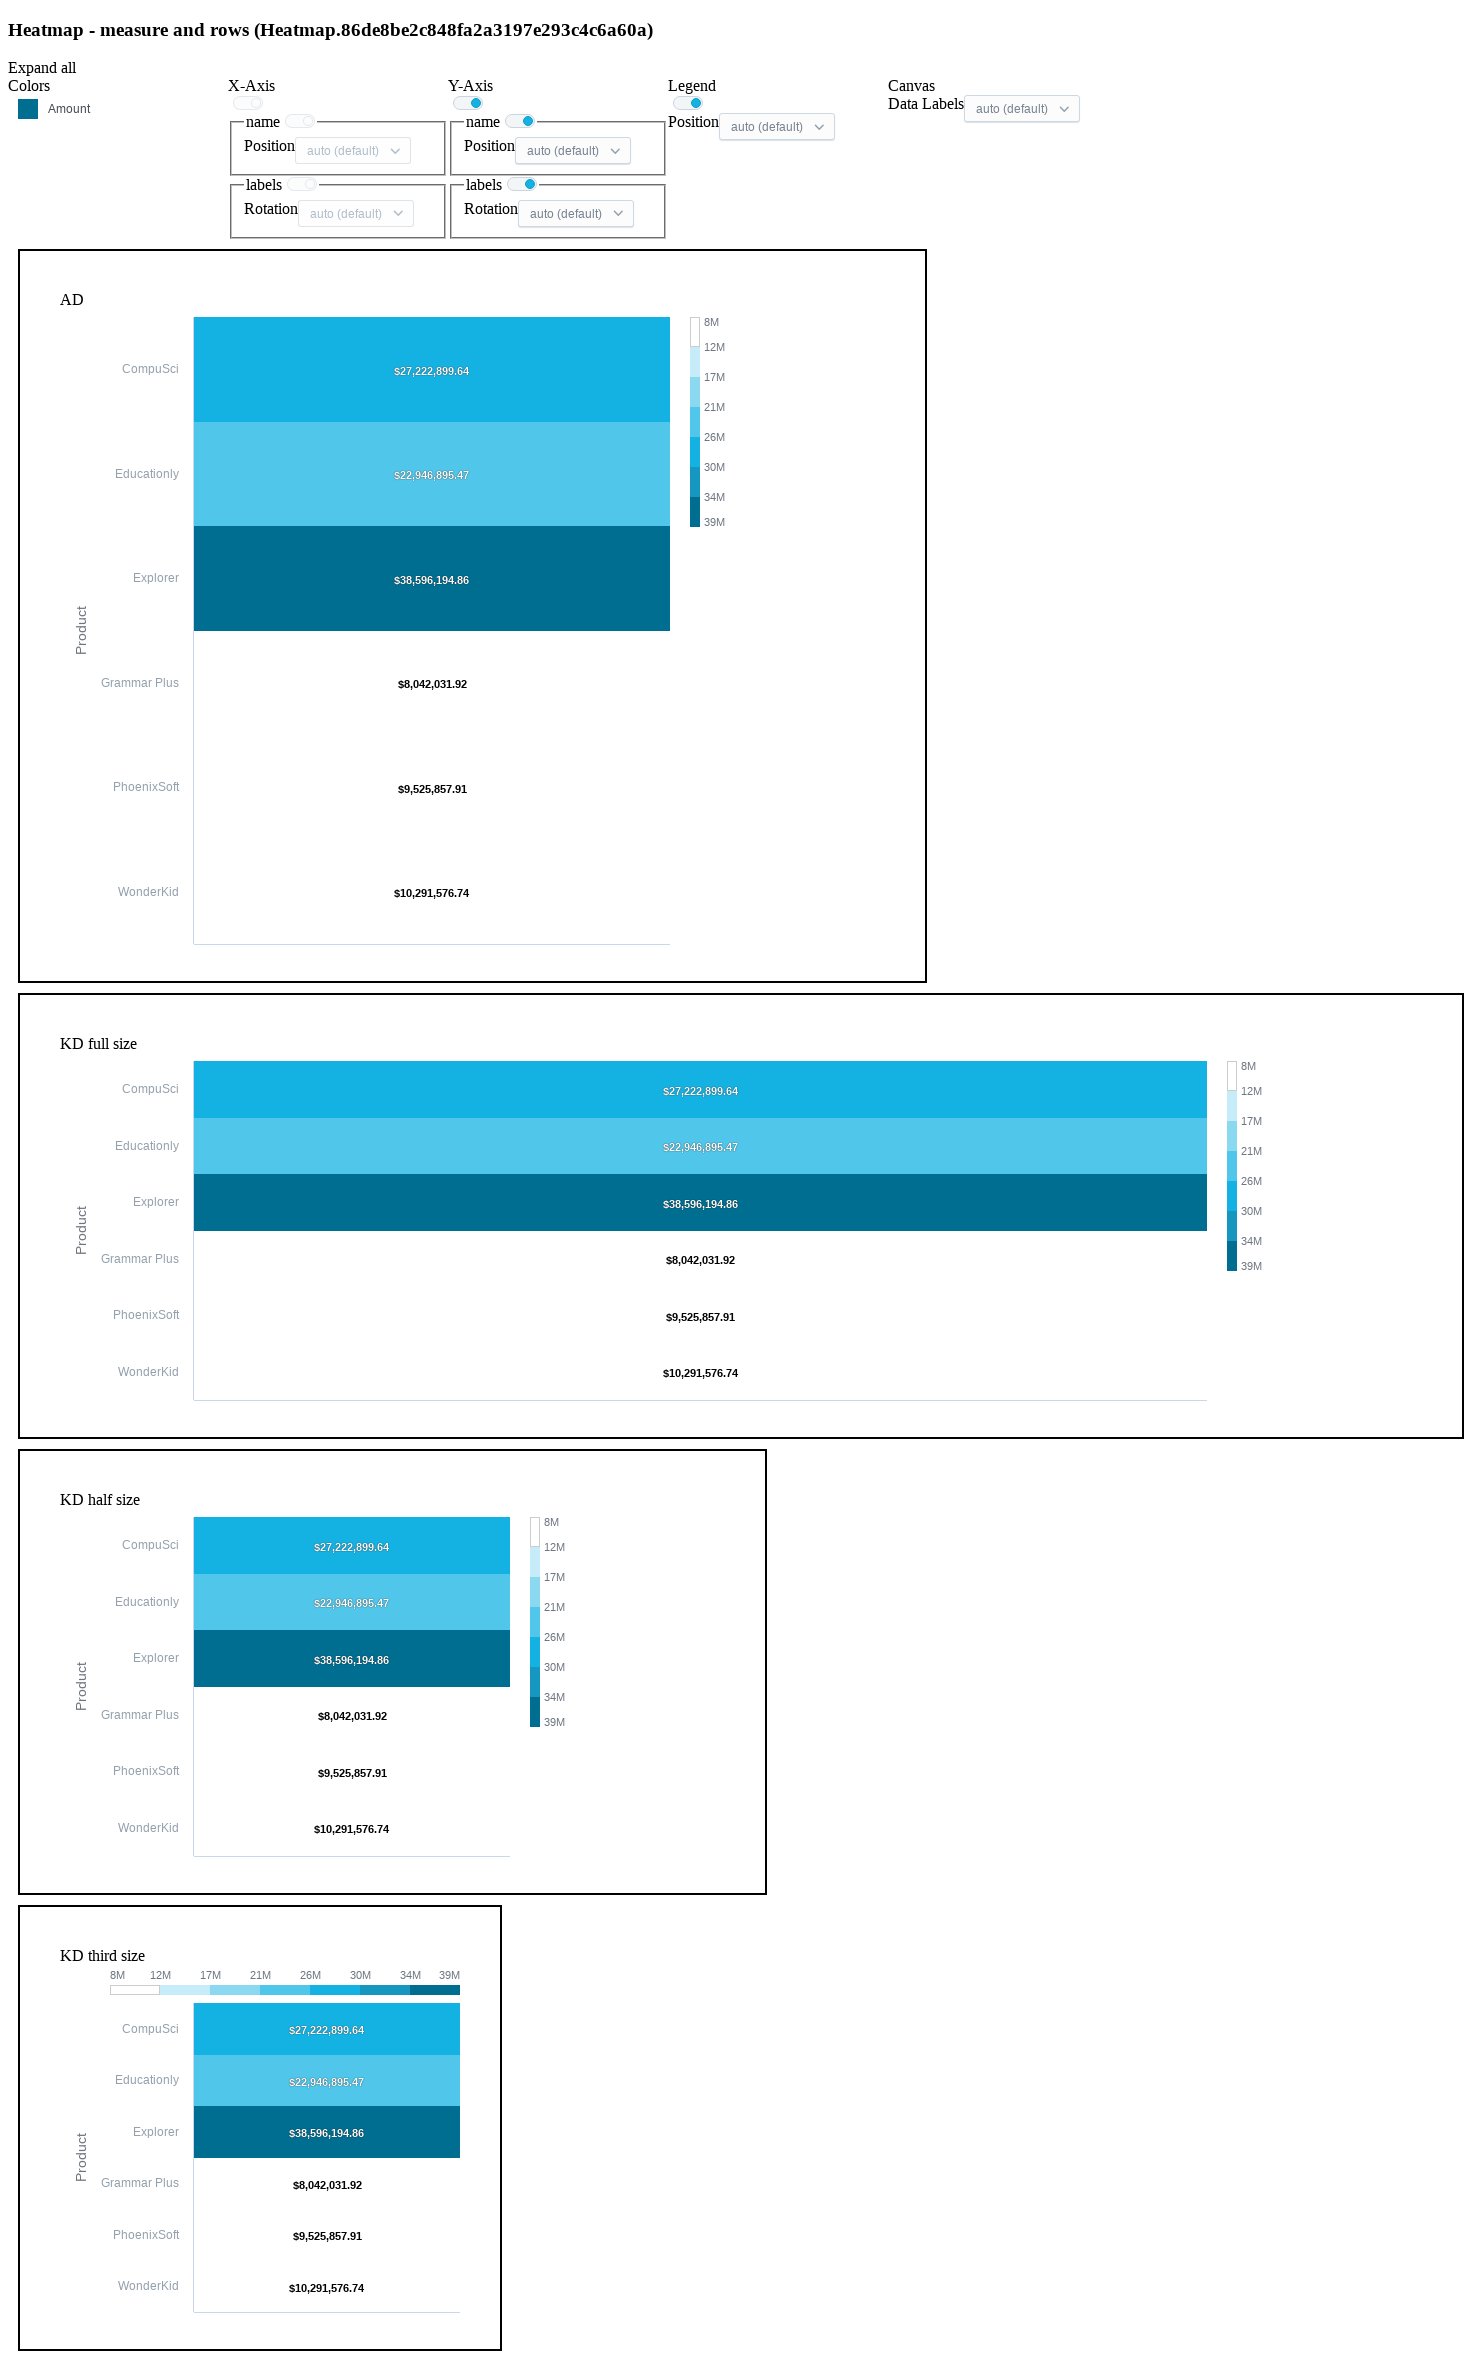 Heatmap - measure and rows (Heatmap.86de8be2c848fa2a3197e293c4c6a60a)
Expand all
Colors
Amount
X-Axis
name
Position auto (default)
labels
Rotation auto (default)
Y-Axis
name
Position auto (default)
labels
Rotation auto (default)
Legend
Position auto (default)
Canvas
Data Labels auto (default)
AD
Product
CompuSci $27,222,899.64
Educationly $22,946,895.47
Explorer $38,596,194.86
Grammar Plus $8,042,031.92
PhoenixSoft $9,525,857.91
WonderKid $10,291,576.74
8M
12M
17M
21M
26M
30M
34M
39M
KD full size
Product
CompuSci $27,222,899.64
Educationly $22,946,895.47
Explorer $38,596,194.86
Grammar Plus $8,042,031.92
PhoenixSoft $9,525,857.91
WonderKid $10,291,576.74
8M
12M
17M
21M
26M
30M
34M
39M
KD half size
Product
CompuSci $27,222,899.64
Educationly $22,946,895.47
Explorer $38,596,194.86
Grammar Plus $8,042,031.92
PhoenixSoft $9,525,857.91
WonderKid $10,291,576.74
8M
12M
17M
21M
26M
30M
34M
39M
KD third size
8M 12M 17M 21M 26M 30M 34M 39M
Product
CompuSci $27,222,899.64
Educationly $22,946,895.47
Explorer $38,596,194.86
Grammar Plus $8,042,031.92
PhoenixSoft $9,525,857.91
WonderKid $10,291,576.74